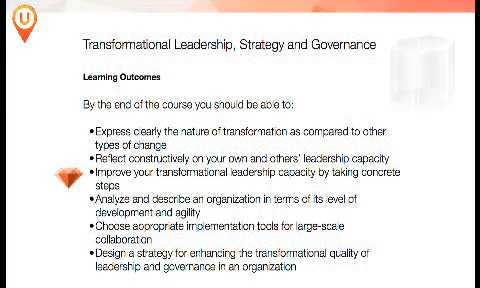 U
Transformational Leadership, Strategy and Governance
Learning Outcomes
By the end of the course you should be able to:
•Express clearly the nature of transformation as compared to other
types of change
•Reflect constructively on your own and others' leadership capacity
•Improve your transformational leadership capacity by taking concrete
steps
•Analyze and describe an organization in terms of its level of
development and agility
•Choose appropriate implementation tools for large-scale
collaboration
•Design a strategy for enhancing the transformational quality of
leadership and governance in an organization